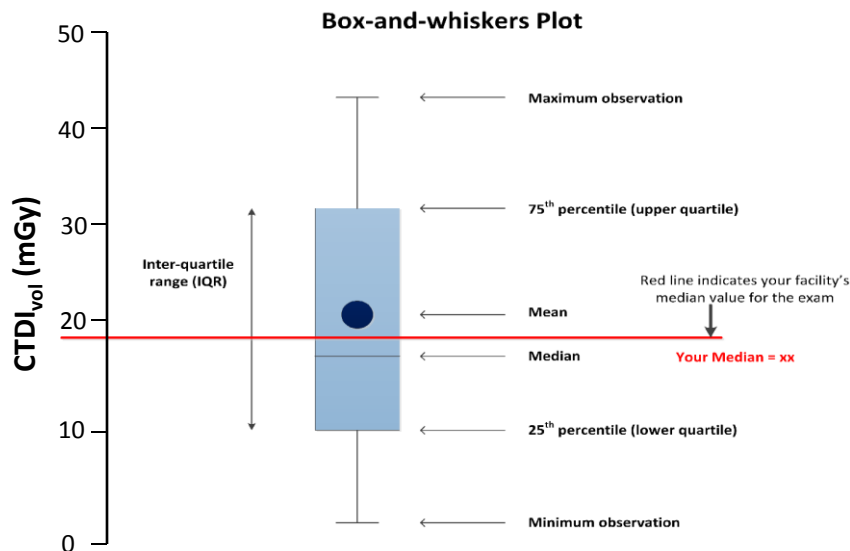 Box-and-whiskers Plot
50
40
30
20
10
0
CTDIvol (mGy)
Maximum observation
75th percentile (upper quartile)
Inter-quartile
range (IQR)
Red line indicates your facility's
median value for the exam
Mean
Median
Your Median = xx
25th percentile (lower quartile)
Minimum observation